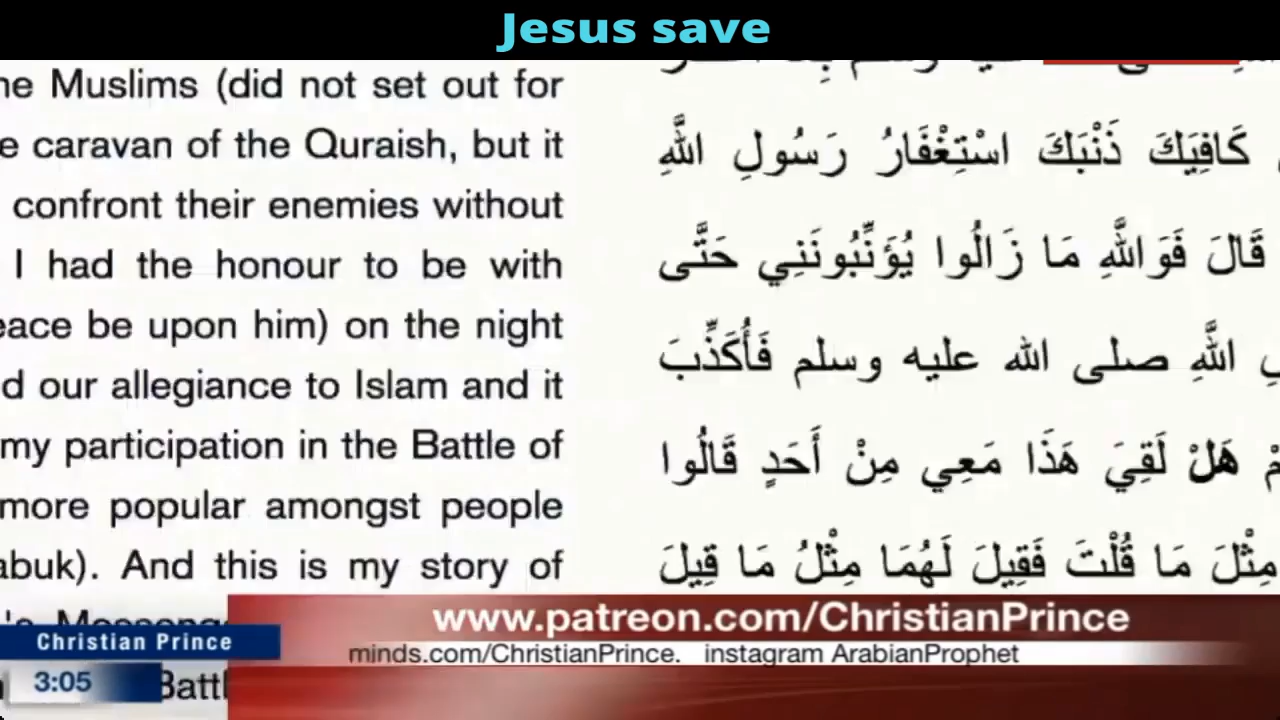 Jesus save
ne Muslims (did not set out for
e caravan of the Quraish, but it
confront their enemies without
I had the honour to be with
eace be upon him) on the night
d our allegiance to Islam and it
my participation in the Battle of
more popular amongst people
abuk). And this is my story of
كَافِيَكَ ذَنْبَكَ اسْتِغْفَارُ رَسُولِ اللَّهِ
قَالَ فَوَاللَّهِ مَا زَالُوا يُؤَنِّبُونَنِي حَتَّى
اللَّهِ صلى الله عليه وسلم فَأُكَذِّبَ
هَلْ لَقِيَ هَذَا مَعِي مِنْ أَحَدٍ قَالُوا
مِثْلَ مَا قُلْتَ فَقِيلَ لَهُمَا مِثْلُ مَا قِيلَ
www.patreon.com/ChristianPrince
Christian Prince
minds.com/ChristianPrince. instagram ArabianProphet
3:05
Battl